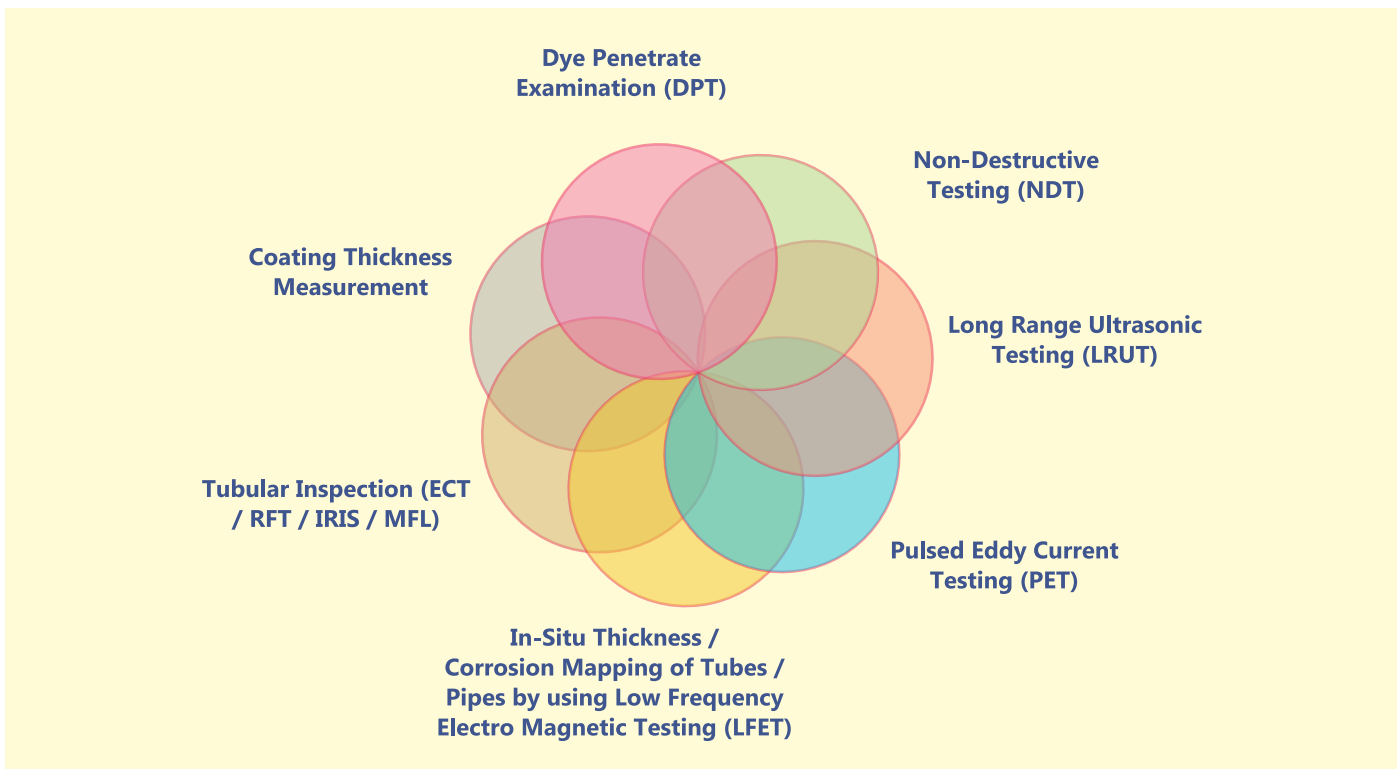 Dye Penetrate
Examination (DPT)
Non-Destructive
Testing (NDT)
Coating Thickness
Measurement
Long Range Ultrasonic
Testing (LRUT)
Tubular Inspection (ECT
/ RFT / IRIS / MFL)
Pulsed Eddy Current
Testing (PET)
In-Situ Thickness /
Corrosion Mapping of Tubes /
Pipes by using Low Frequency
Electro Magnetic Testing (LFET)